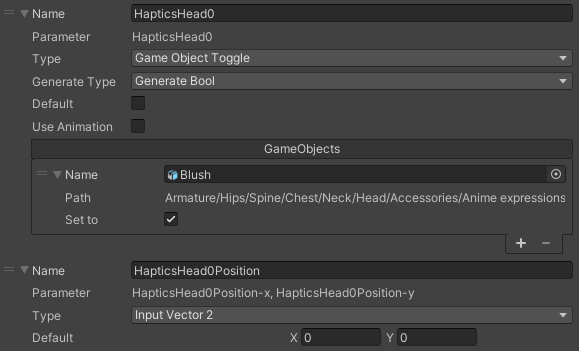 Name HapticsHead0
Parameter HapticsHead0
Type Game Object Toggle
Generate Type Generate Bool
Default
Use Animation
GameObjects
Name Blush
Path Armature/Hips/Spine/Chest/Neck/Head/Accessories/Anime expressions
Set to
+ −
Name HapticsHead0Position
Parameter HapticsHead0Position-x, HapticsHead0Position-y
Type Input Vector 2
Default X 0 Y 0